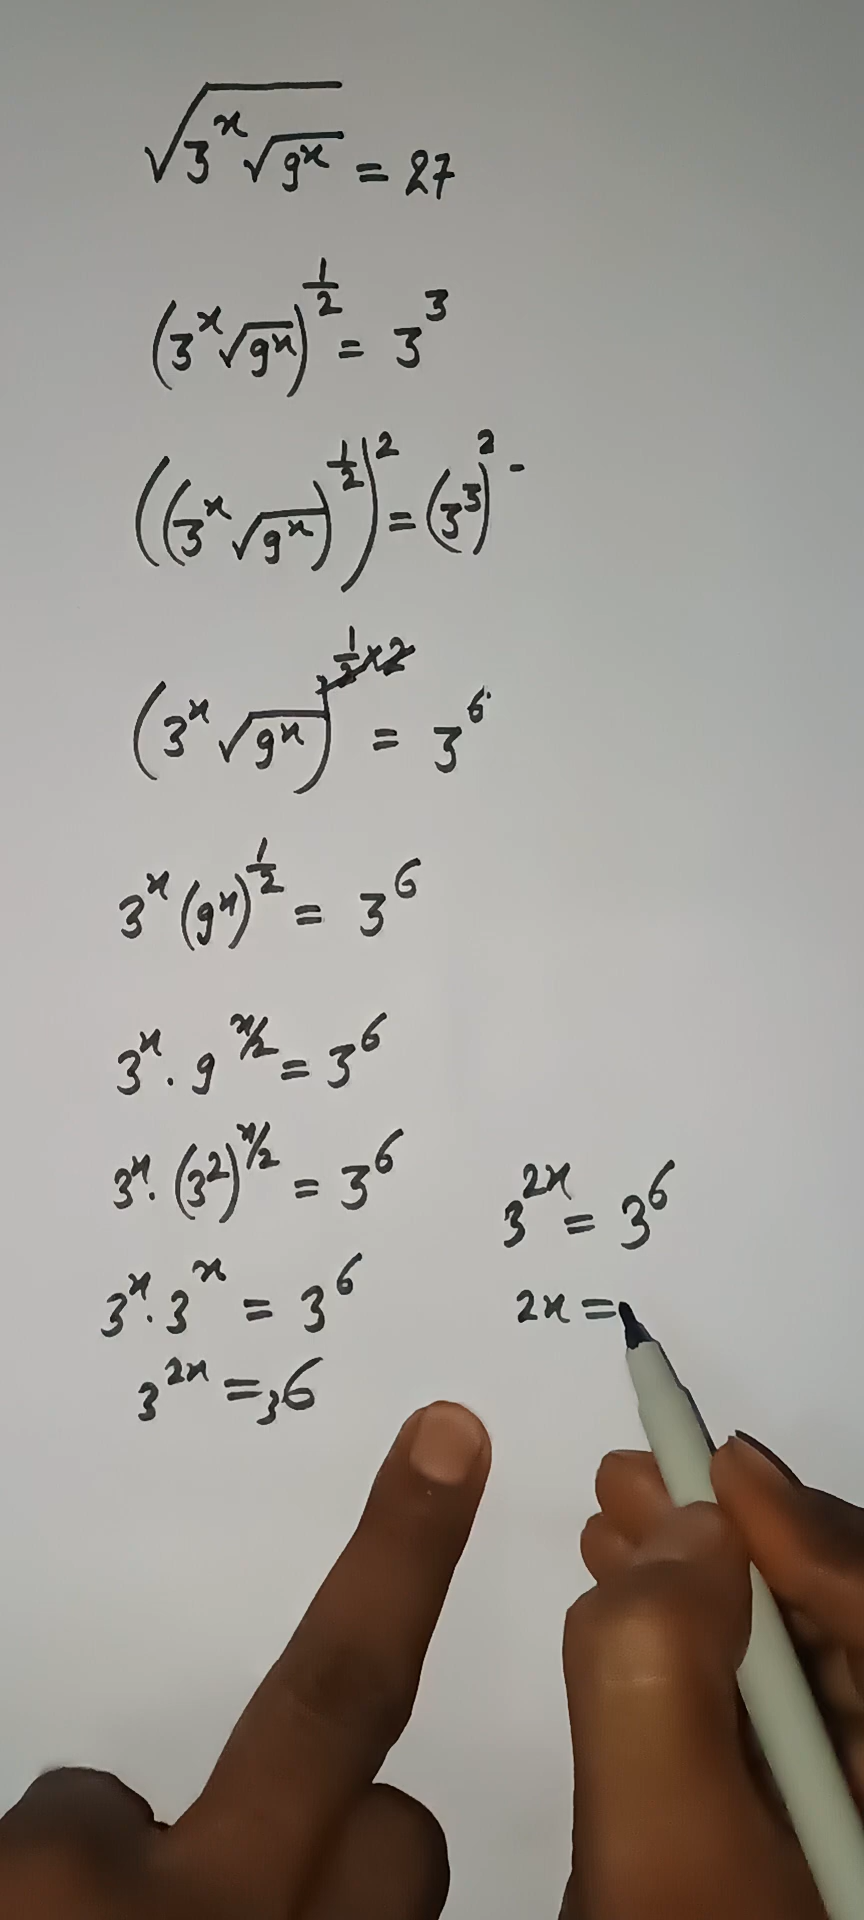 √(3^x √(9^x)) = 27
(3^x √(9^x))^(1/2) = 3^3
((3^x √(9^x))^(1/2))^2 = (3^3)^2 -
(3^x √(9^x))^(1/2 × 2) = 3^6
3^x (9^x)^(1/2) = 3^6
3^x . 9^(x/2) = 3^6
3^x . (3^2)^(x/2) = 3^6
3^x . 3^x = 3^6
3^(2x) = 3^6
3^(2x) = 3^6
2x =